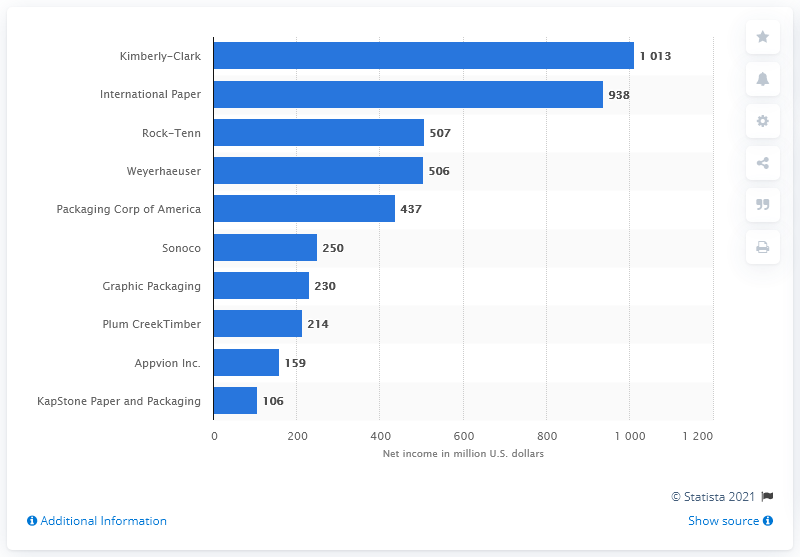 Kimberly-Clark 1 013
International Paper 938
Rock-Tenn 507
Weyerhaeuser 506
Packaging Corp of America 437
Sonoco 250
Graphic Packaging 230
Plum CreekTimber 214
Appvion Inc. 159
KapStone Paper and Packaging 106
0 200 400 600 800 1 000 1 200
Net income in million U.S. dollars
© Statista 2021
Additional Information Show source